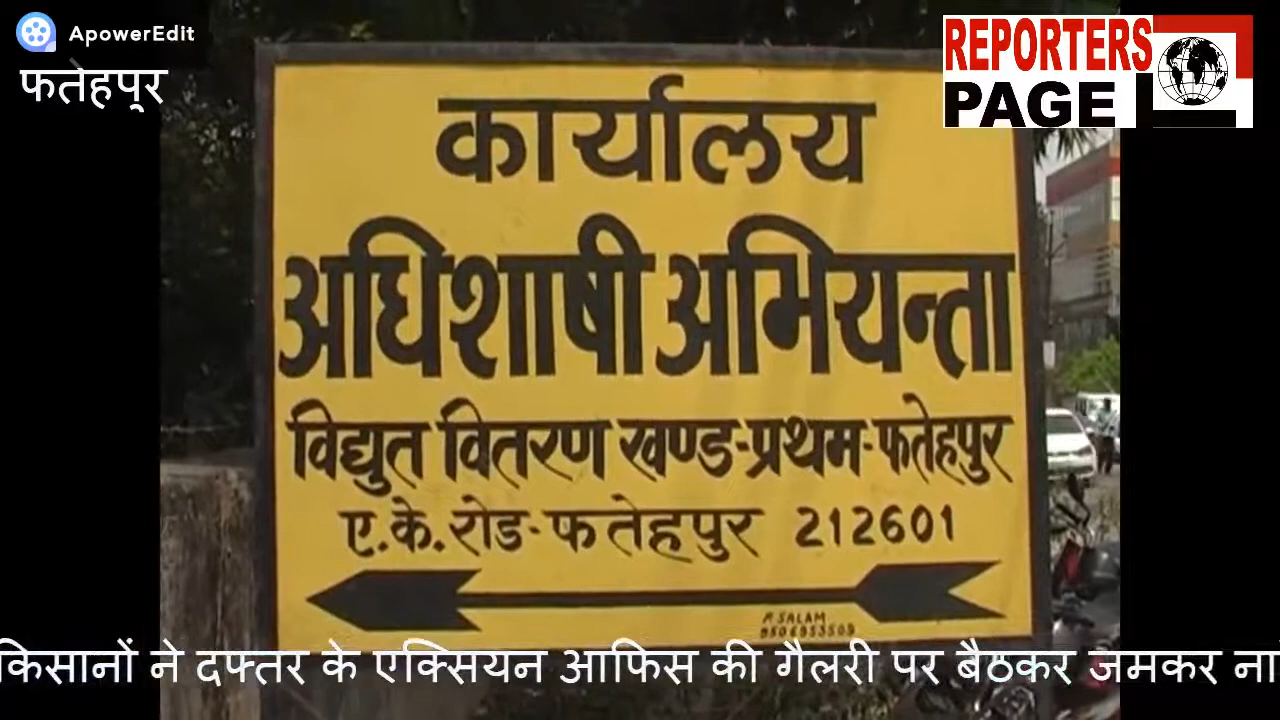 ApowerEdit
फतेहपुर
REPORTERS
PAGE
कार्यालय
अधिशाषी अभियन्ता
विद्युत वितरण खण्ड-प्रथम-फतेहपुर
ए.के. रोड-फतेहपुर 212601
SALAM
किसानों ने दफ्तर के एक्सियन आफिस की गैलरी पर बैठकर जमकर ना